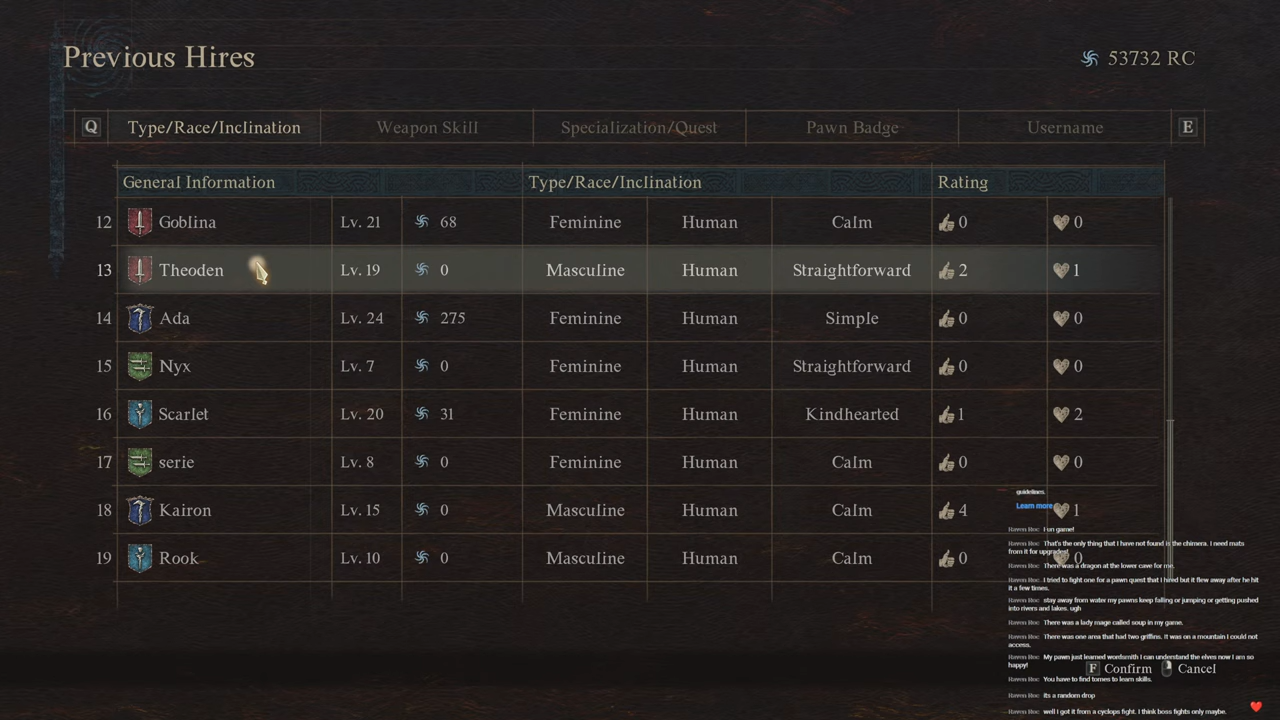 Previous Hires
53732 RC
Q Type/Race/Inclination Weapon Skill Specialization/Quest Pawn Badge Username E
General Information Type/Race/Inclination Rating
12 Goblina Lv. 21 68 Feminine Human Calm 0 0
13 Theoden Lv. 19 0 Masculine Human Straightforward 2 1
14 Ada Lv. 24 275 Feminine Human Simple 0 0
15 Nyx Lv. 7 0 Feminine Human Straightforward 0 0
16 Scarlet Lv. 20 31 Feminine Human Kindhearted 1 2
17 serie Lv. 8 0 Feminine Human Calm 0 0
18 Kairon Lv. 15 0 Masculine Human Calm 4 1
19 Rook Lv. 10 0 Masculine Human Calm 0 0
guidelines.
Learn more
fun game!
That's the only thing that I have not found is the chimera. I need mats
from it for upgrades!
There was a dragon at the lower cave for me.
I tried to fight one for a pawn quest that I hired but it flew away after he hit
it a few times.
stay away from water my pawns keep falling or jumping or getting pushed
into rivers and lakes. ugh
There was a lady mage called soup in my game.
There was one area that had two griffins. It was on a mountain I could not
access.
My pawn just learned wordsmith I can understand the elves now I am so
happy!
You have to find tomes to learn skills.
its a random drop
well I got it from a cyclops fight. I think boss fights only maybe.
F Confirm Cancel